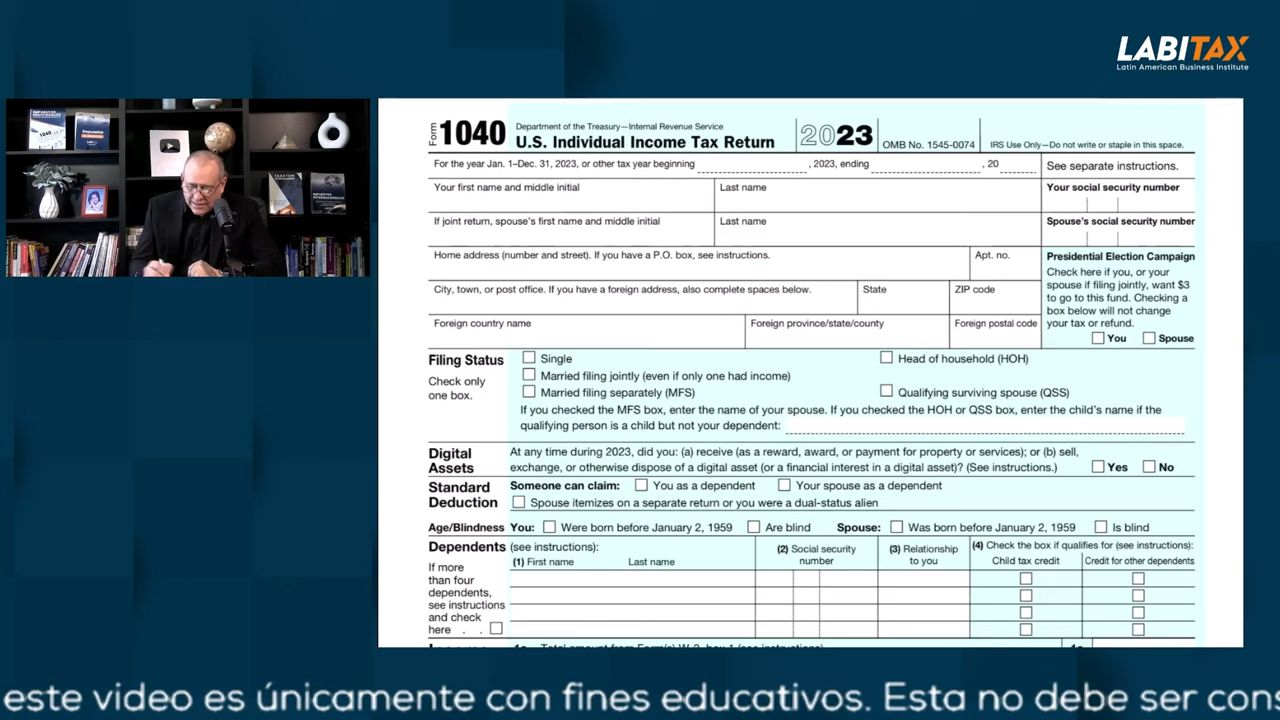 LABITAX
Latin American Business Institute
Form 1040
Department of the Treasury—Internal Revenue Service
U.S. Individual Income Tax Return
2023
OMB No. 1545-0074
IRS Use Only—Do not write or staple in this space.
For the year Jan. 1–Dec. 31, 2023, or other tax year beginning , 2023, ending , 20
See separate instructions.
Your first name and middle initial
Last name
Your social security number
If joint return, spouse's first name and middle initial
Last name
Spouse's social security number
Home address (number and street). If you have a P.O. box, see instructions.
Apt. no.
City, town, or post office. If you have a foreign address, also complete spaces below.
State
ZIP code
Foreign country name
Foreign province/state/county
Foreign postal code
Presidential Election Campaign
Check here if you, or your
spouse if filing jointly, want $3
to go to this fund. Checking a
box below will not change
your tax or refund.
You Spouse
Filing Status
Check only
one box.
Single
Married filing jointly (even if only one had income)
Married filing separately (MFS)
Head of household (HOH)
Qualifying surviving spouse (QSS)
If you checked the MFS box, enter the name of your spouse. If you checked the HOH or QSS box, enter the child's name if the
qualifying person is a child but not your dependent:
Digital
Assets
At any time during 2023, did you: (a) receive (as a reward, award, or payment for property or services); or (b) sell,
exchange, or otherwise dispose of a digital asset (or a financial interest in a digital asset)? (See instructions.)
Yes No
Standard
Deduction
Someone can claim: You as a dependent Your spouse as a dependent
Spouse itemizes on a separate return or you were a dual-status alien
Age/Blindness You: Were born before January 2, 1959 Are blind Spouse: Was born before January 2, 1959 Is blind
Dependents (see instructions):
If more
than four
dependents,
see instructions
and check
here . .
(1) First name Last name
(2) Social security
number
(3) Relationship
to you
(4) Check the box if qualifies for (see instructions):
Child tax credit
Credit for other dependents
este video es únicamente con fines educativos. Esta no debe ser cons